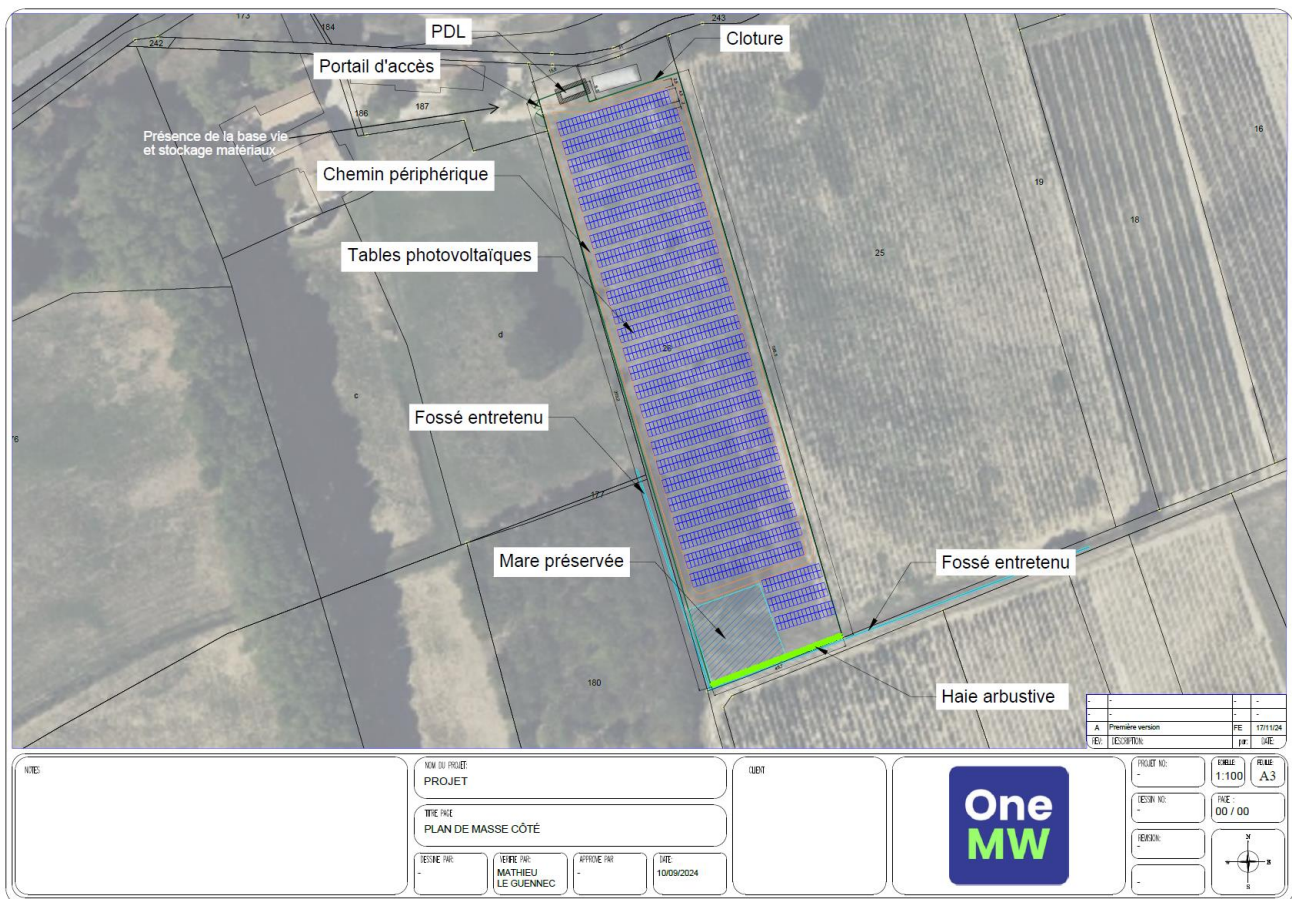 173
184
243
242
PDL
Cloture
Portail d'accès
186
187
16
Présence de la base vie
et stockage matériaux
Chemin périphérique
19
18
Tables photovoltaïques
25
d
26
c
Fossé entretenu
76
177
Mare préservée
Fossé entretenu
180
Haie arbustive
- - - -
- - - -
A Première version FE 17/11/24
REV: DESCRIPTION: par: DATE:
NOTES
NOM DU PROJET:
PROJET
TITRE PAGE
PLAN DE MASSE CÔTÉ
DESSINE PAR:
-
VERIFIE PAR:
MATHIEU
LE GUENNEC
APPROUVE PAR
-
DATE:
10/09/2024
CLIENT
One
MW
PROJET NO:
-
ECHELLE
1:100
FEUILLE:
A3
DESSIN NO:
-
PAGE :
00 / 00
REVISION:
-
-
N
S